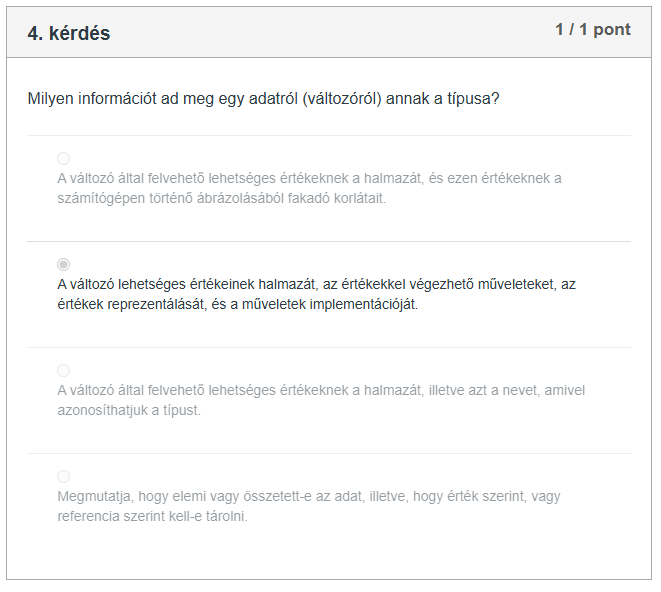 4. kérdés
1 / 1 pont
Milyen információt ad meg egy adatról (változóról) annak a típusa?
A változó által felvehető lehetséges értékeknek a halmazát, és ezen értékeknek a
számítógépen történő ábrázolásából fakadó korlátait.
A változó lehetséges értékeinek halmazát, az értékekkel végezhető műveleteket, az
értékek reprezentálását, és a műveletek implementációját.
A változó által felvehető lehetséges értékeknek a halmazát, illetve azt a nevet, amivel
azonosíthatjuk a típust.
Megmutatja, hogy elemi vagy összetett-e az adat, illetve, hogy érték szerint, vagy
referencia szerint kell-e tárolni.